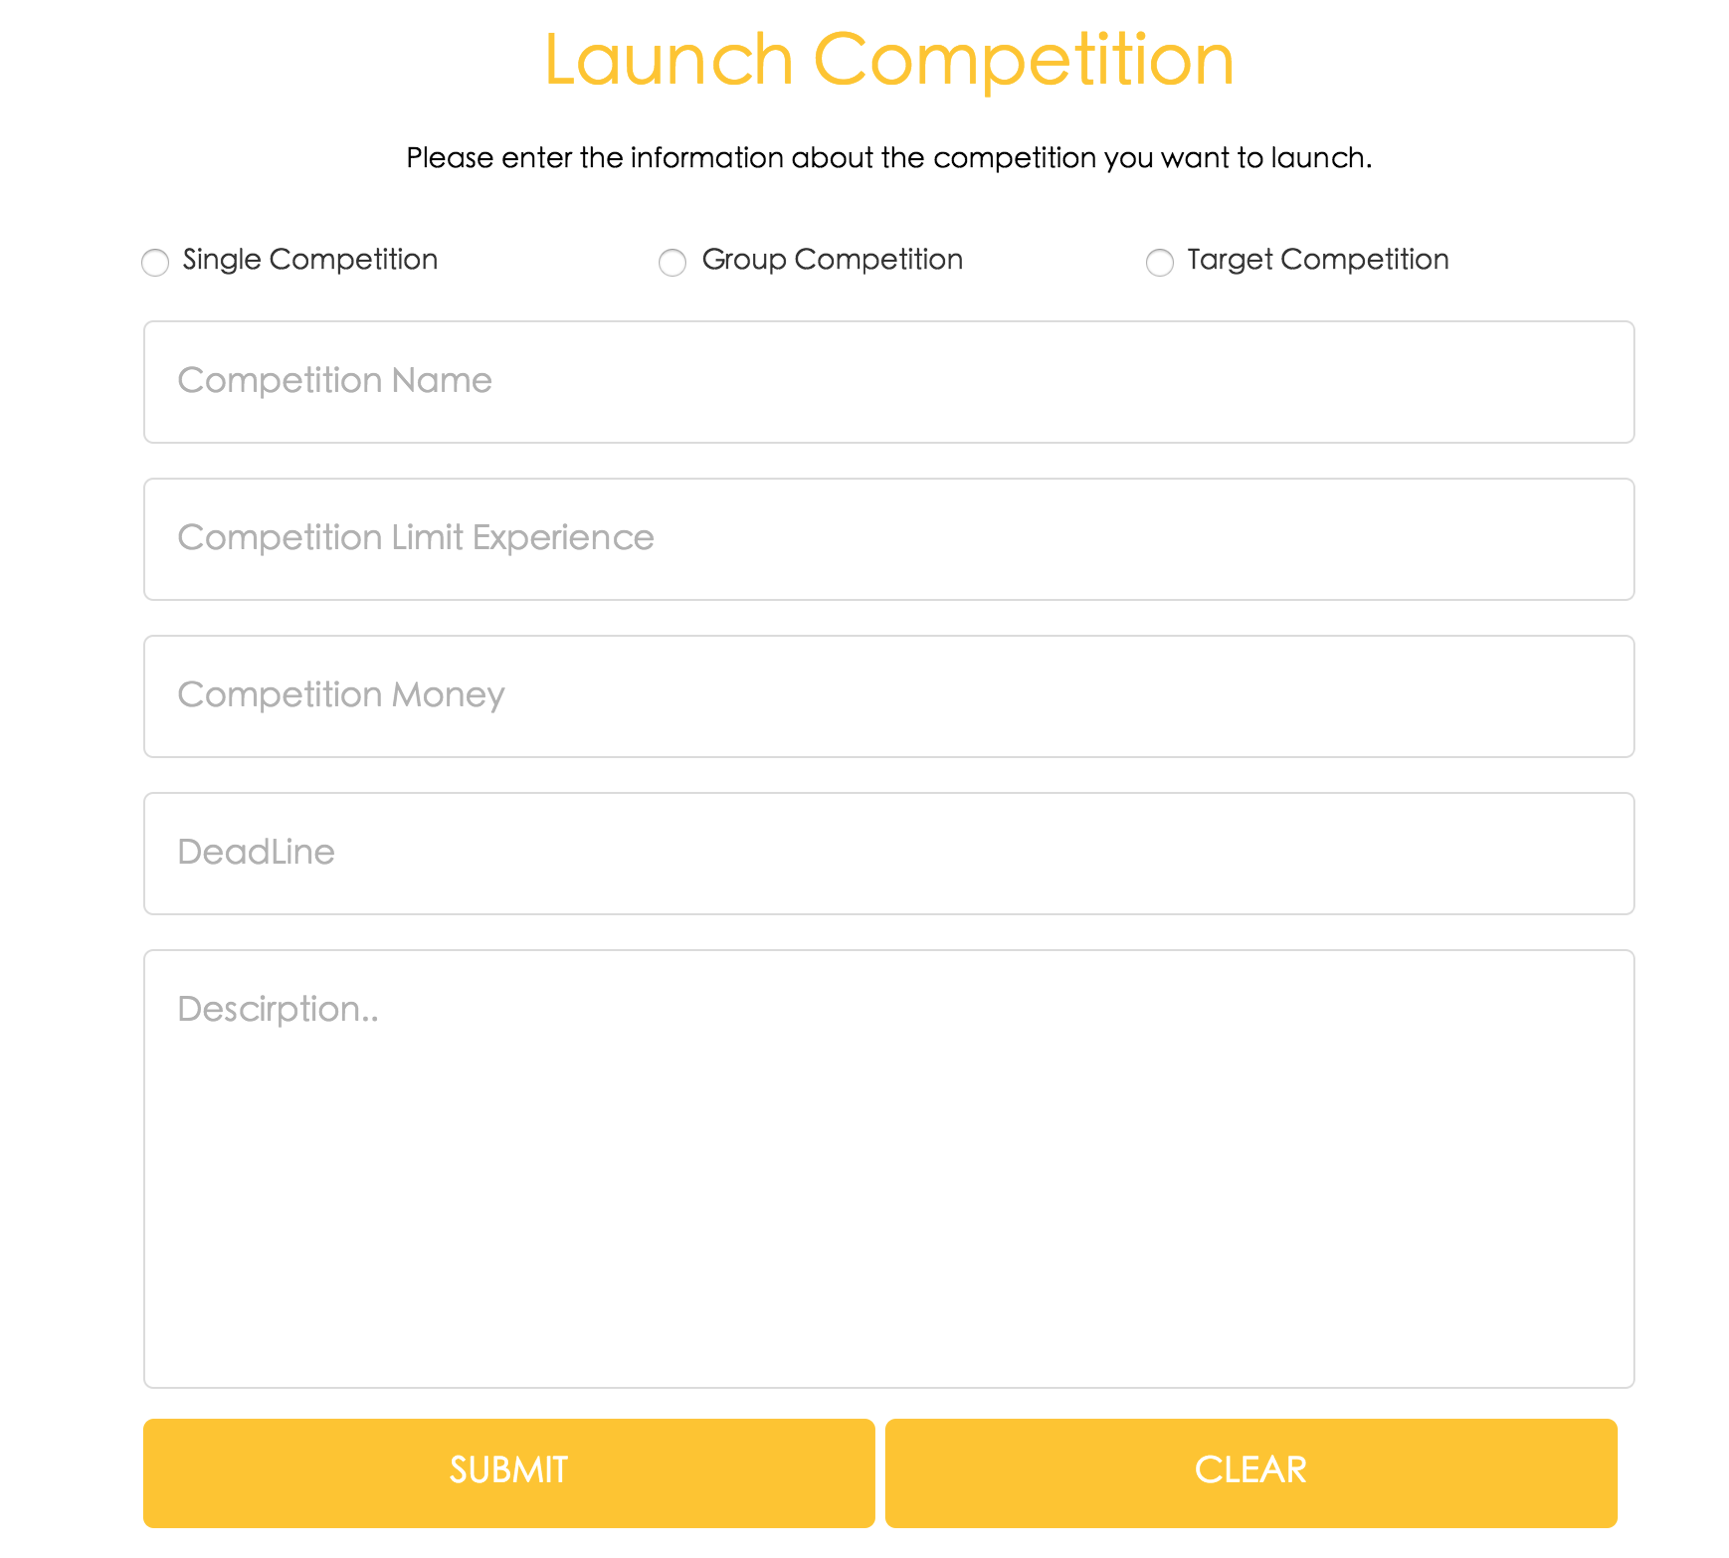 Launch Competition
Please enter the information about the competition you want to launch.
Single Competition Group Competition Target Competition
Competition Name
Competition Limit Experience
Competition Money
DeadLine
Descirption..
SUBMIT CLEAR